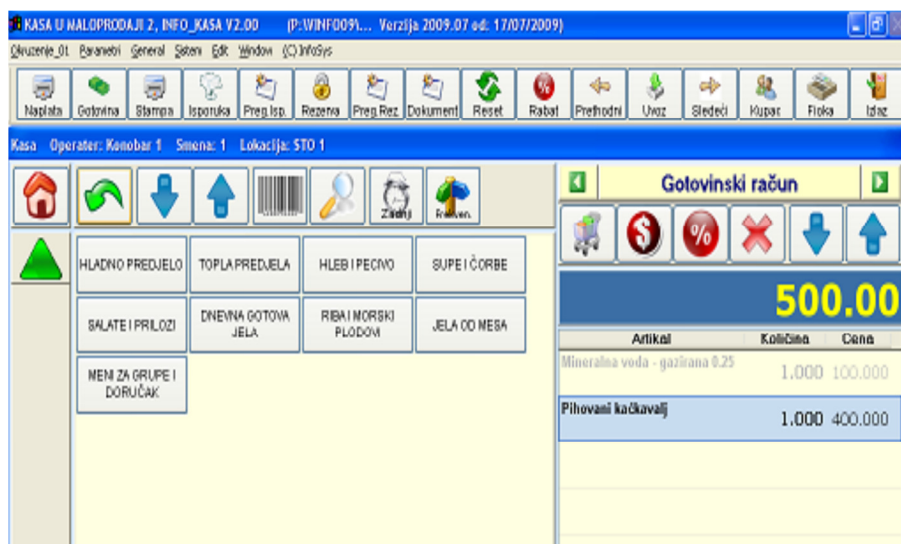 KASA U MALOPRODAJI 2, INFO_KASA V2.00 (P:\WINFO09\... Verzija 2009.07 od: 17/07/2009)
Okruzenje_01 Parametri General Sistem Edit Window (C) InfoSys
Naplata Gotovina Stampa Isporuka Preg.Isp. Rezerva Preg.Rez Dokument Reset Rabat Prethodni Uvoz Sledeći Kupac Fioka Izlaz
Kasa Operater: Konobar 1 Smena: 1 Lokacija: STO 1
Zadnji
Gotovinski račun
500.00
HLADNO PREDJELO TOPLA PREDJELA HLEB I PECIVO SUPE I ČORBE
SALATE I PRILOZI DNEVNA GOTOVA JELA RIBA I MORSKI PLODOVI JELA OD MESA
MENI ZA GRUPE I DORUČAK
Artikal Količina Cena
Mineralna voda - gazirana 0.25 1.000 100.000
Pihovani kačkavalj 1.000 400.000